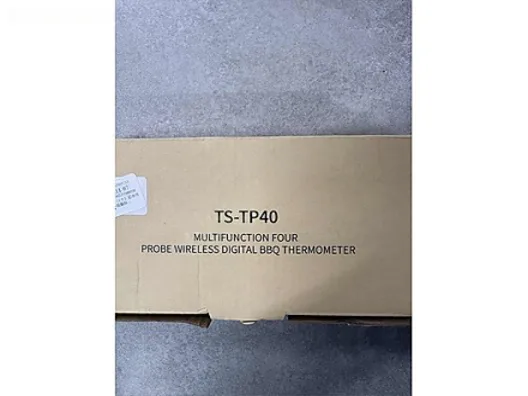 TS-TP40
MULTIFUNCTION FOUR
PROBE WIRELESS DIGITAL BBQ THERMOMETER